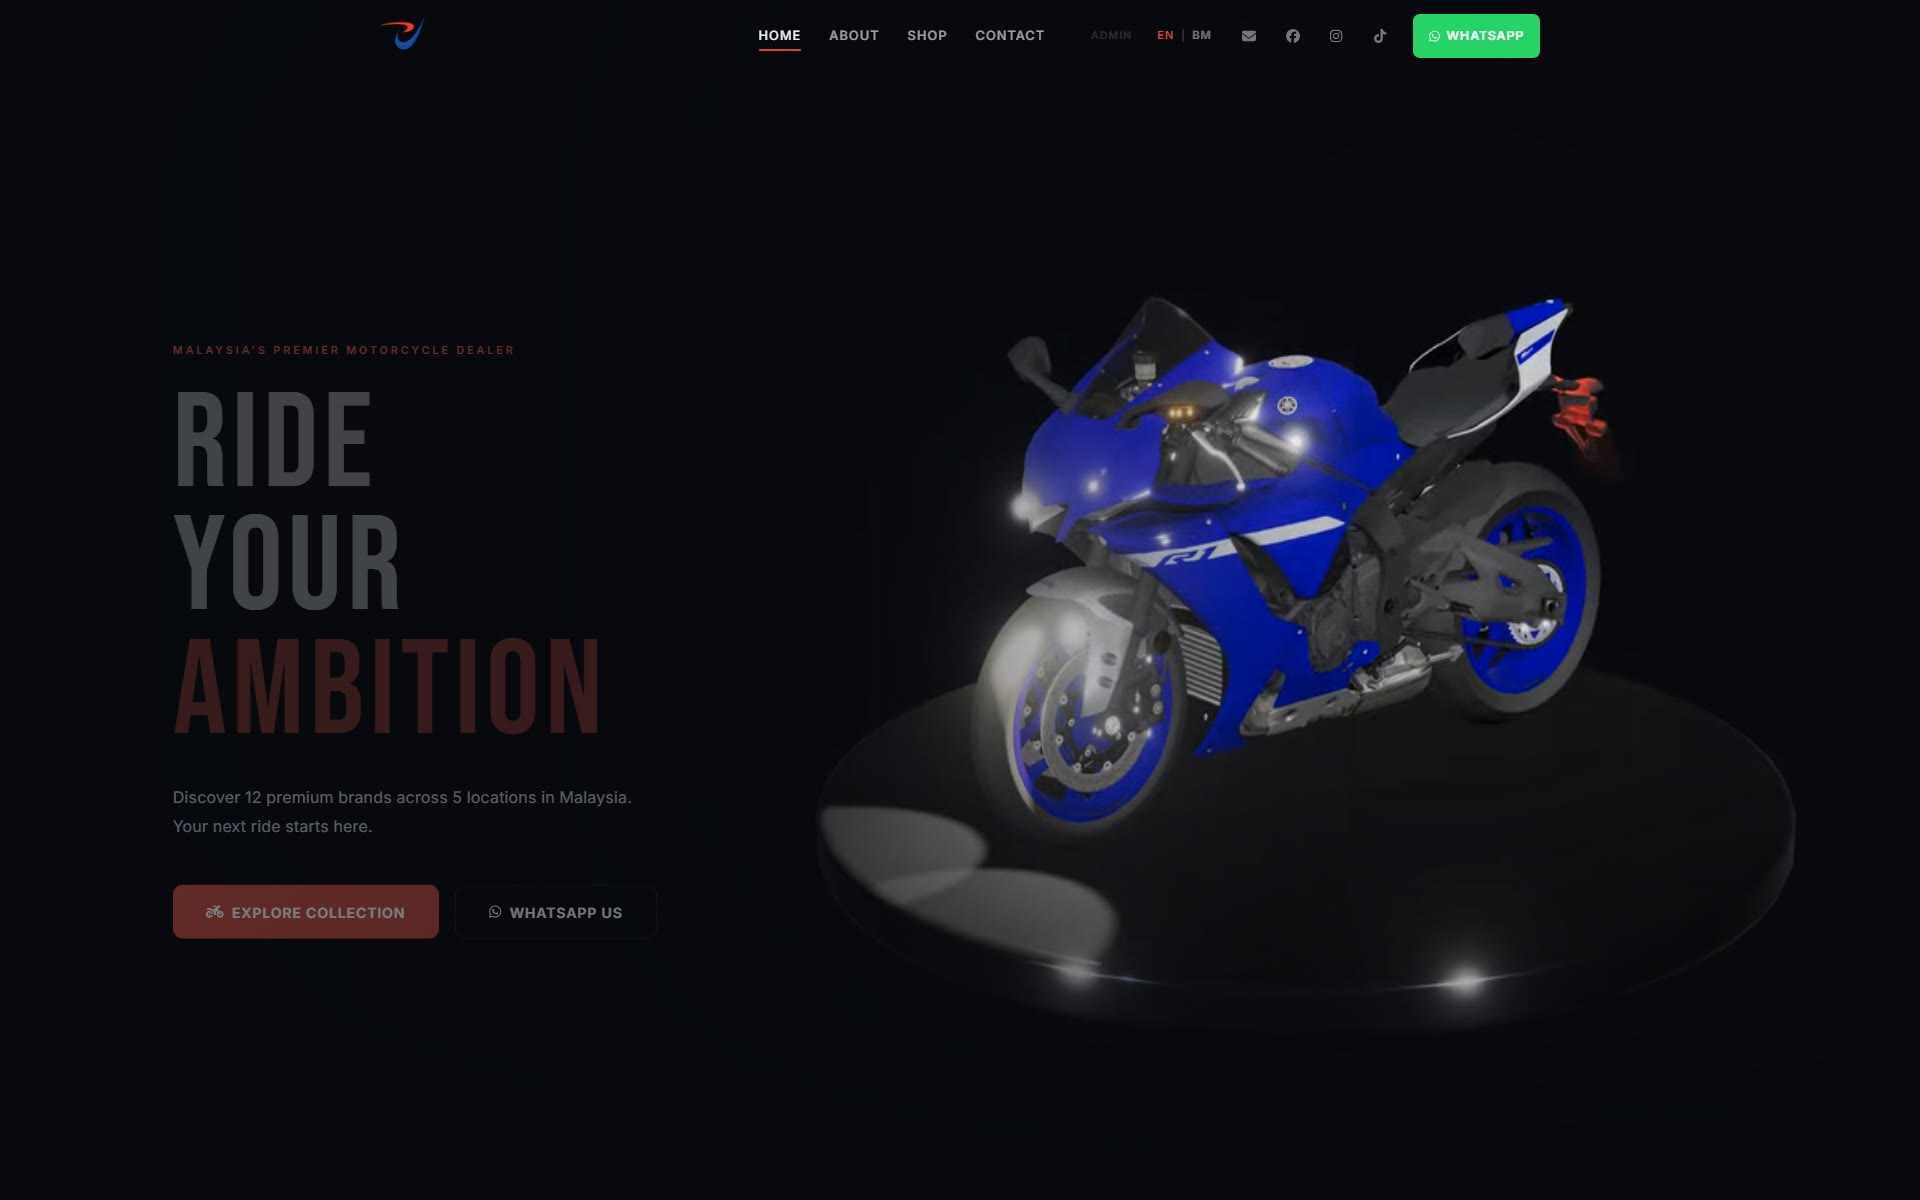 HOME ABOUT SHOP CONTACT ADMIN EN | BM WHATSAPP
MALAYSIA'S PREMIER MOTORCYCLE DEALER
RIDE
YOUR
AMBITION
R1
Discover 12 premium brands across 5 locations in Malaysia.
Your next ride starts here.
EXPLORE COLLECTION WHATSAPP US